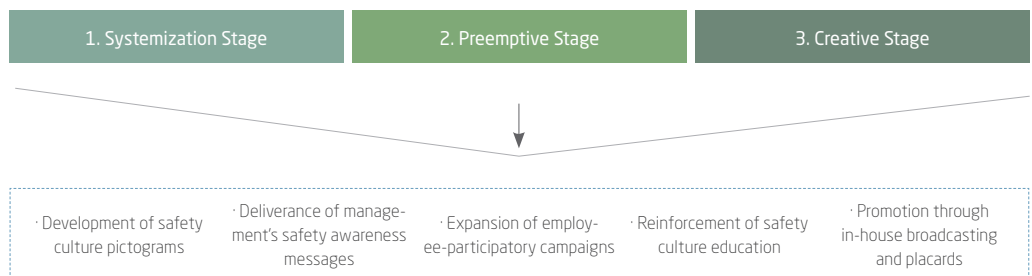 1. Systemization Stage
2. Preemptive Stage
3. Creative Stage
· Development of safety
culture pictograms
· Deliverance of manage-
ment's safety awareness
messages
· Expansion of employ-
ee-participatory campaigns
· Reinforcement of safety
culture education
· Promotion through
in-house broadcasting
and placards